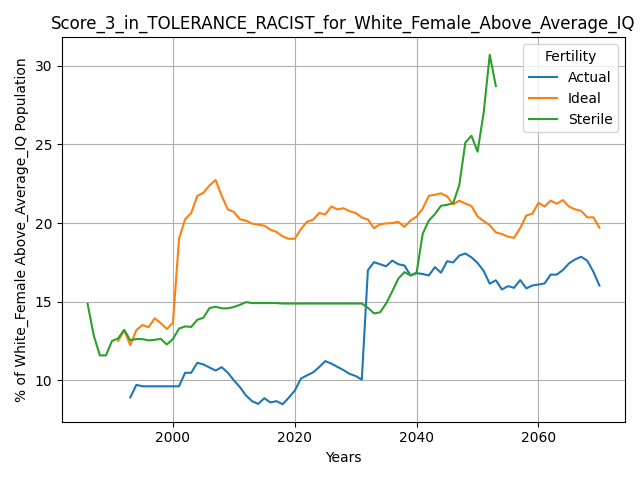 Score_3_in_TOLERANCE_RACIST_for_White_Female_Above_Average_IQ
% of White_Female Above_Average_IQ Population
30
25
20
15
10
Fertility
Actual
Ideal
Sterile
2000
2020
2040
2060
Years